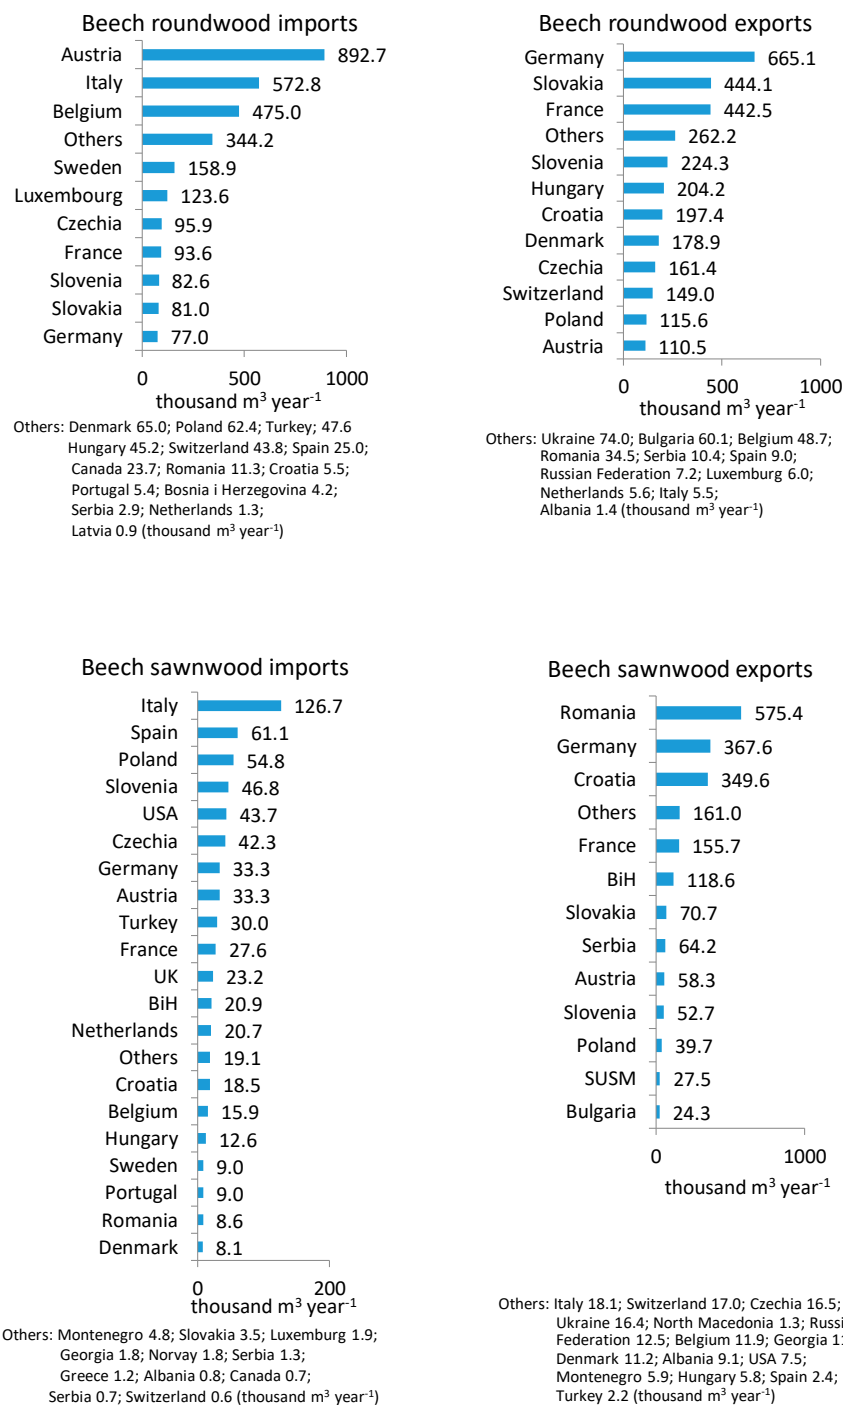 Beech roundwood imports
Austria 892.7
Italy 572.8
Belgium 475.0
Others 344.2
Sweden 158.9
Luxembourg 123.6
Czechia 95.9
France 93.6
Slovenia 82.6
Slovakia 81.0
Germany 77.0
0 500 1000
thousand m³ year⁻¹
Others: Denmark 65.0; Poland 62.4; Turkey; 47.6
Hungary 45.2; Switzerland 43.8; Spain 25.0;
Canada 23.7; Romania 11.3; Croatia 5.5;
Portugal 5.4; Bosnia i Herzegovina 4.2;
Serbia 2.9; Netherlands 1.3;
Latvia 0.9 (thousand m³ year⁻¹)
Beech roundwood exports
Germany 665.1
Slovakia 444.1
France 442.5
Others 262.2
Slovenia 224.3
Hungary 204.2
Croatia 197.4
Denmark 178.9
Czechia 161.4
Switzerland 149.0
Poland 115.6
Austria 110.5
0 500 1000
thousand m³ year⁻¹
Others: Ukraine 74.0; Bulgaria 60.1; Belgium 48.7;
Romania 34.5; Serbia 10.4; Spain 9.0;
Russian Federation 7.2; Luxemburg 6.0;
Netherlands 5.6; Italy 5.5;
Albania 1.4 (thousand m³ year⁻¹)
Beech sawnwood imports
Italy 126.7
Spain 61.1
Poland 54.8
Slovenia 46.8
USA 43.7
Czechia 42.3
Germany 33.3
Austria 33.3
Turkey 30.0
France 27.6
UK 23.2
BiH 20.9
Netherlands 20.7
Others 19.1
Croatia 18.5
Belgium 15.9
Hungary 12.6
Sweden 9.0
Portugal 9.0
Romania 8.6
Denmark 8.1
0 200
thousand m³ year⁻¹
Others: Montenegro 4.8; Slovakia 3.5; Luxemburg 1.9;
Georgia 1.8; Norvay 1.8; Serbia 1.3;
Greece 1.2; Albania 0.8; Canada 0.7;
Serbia 0.7; Switzerland 0.6 (thousand m³ year⁻¹)
Beech sawnwood exports
Romania 575.4
Germany 367.6
Croatia 349.6
Others 161.0
France 155.7
BiH 118.6
Slovakia 70.7
Serbia 64.2
Austria 58.3
Slovenia 52.7
Poland 39.7
SUSM 27.5
Bulgaria 24.3
0 1000
thousand m³ year⁻¹
Others: Italy 18.1; Switzerland 17.0; Czechia 16.5;
Ukraine 16.4; North Macedonia 1.3;
Federation 12.5; Belgium 11.9; Georgia
Denmark 11.2; Albania 9.1; USA 7.5;
Montenegro 5.9; Hungary 5.8; Spain 2.4;
Turkey 2.2 (thousand m³ year⁻¹)